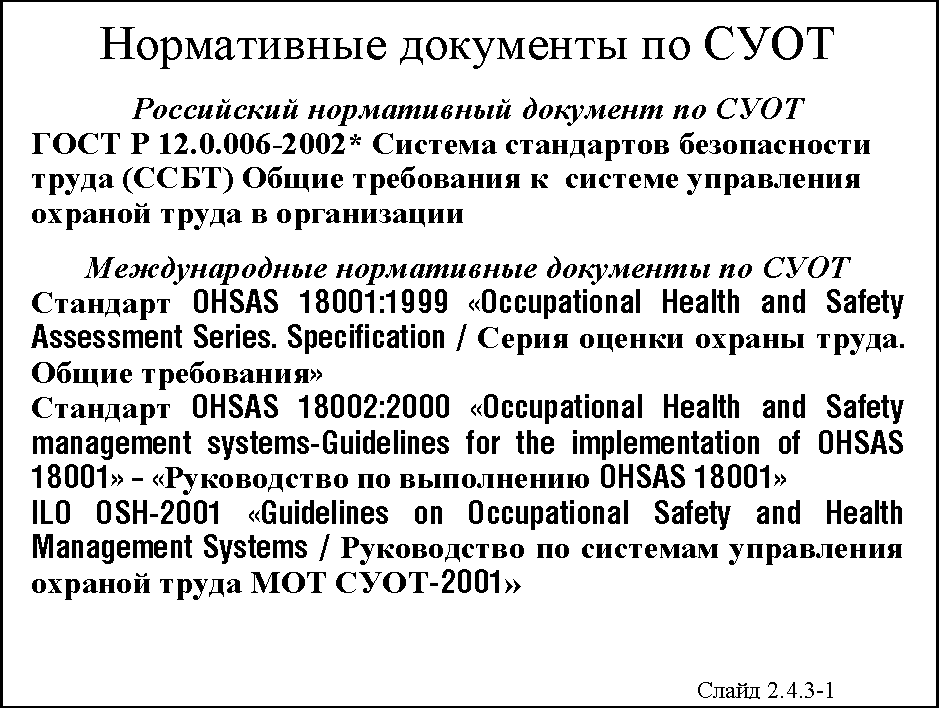 Нормативные документы по СУОТ
Российский нормативный документ по СУОТ
ГОСТ Р 12.0.006-2002* Система стандартов безопасности
труда (ССБТ) Общие требования к системе управления
охраной труда в организации
Международные нормативные документы по СУОТ
Стандарт OHSAS 18001:1999 «Occupational Health and Safety
Assessment Series. Specification / Серия оценки охраны труда.
Общие требования»
Стандарт OHSAS 18002:2000 «Occupational Health and Safety
management systems-Guidelines for the implementation of OHSAS
18001» – «Руководство по выполнению OHSAS 18001»
ILO OSH-2001 «Guidelines on Occupational Safety and Health
Management Systems / Руководство по системам управления
охраной труда МОТ СУОТ-2001»
Слайд 2.4.3-1